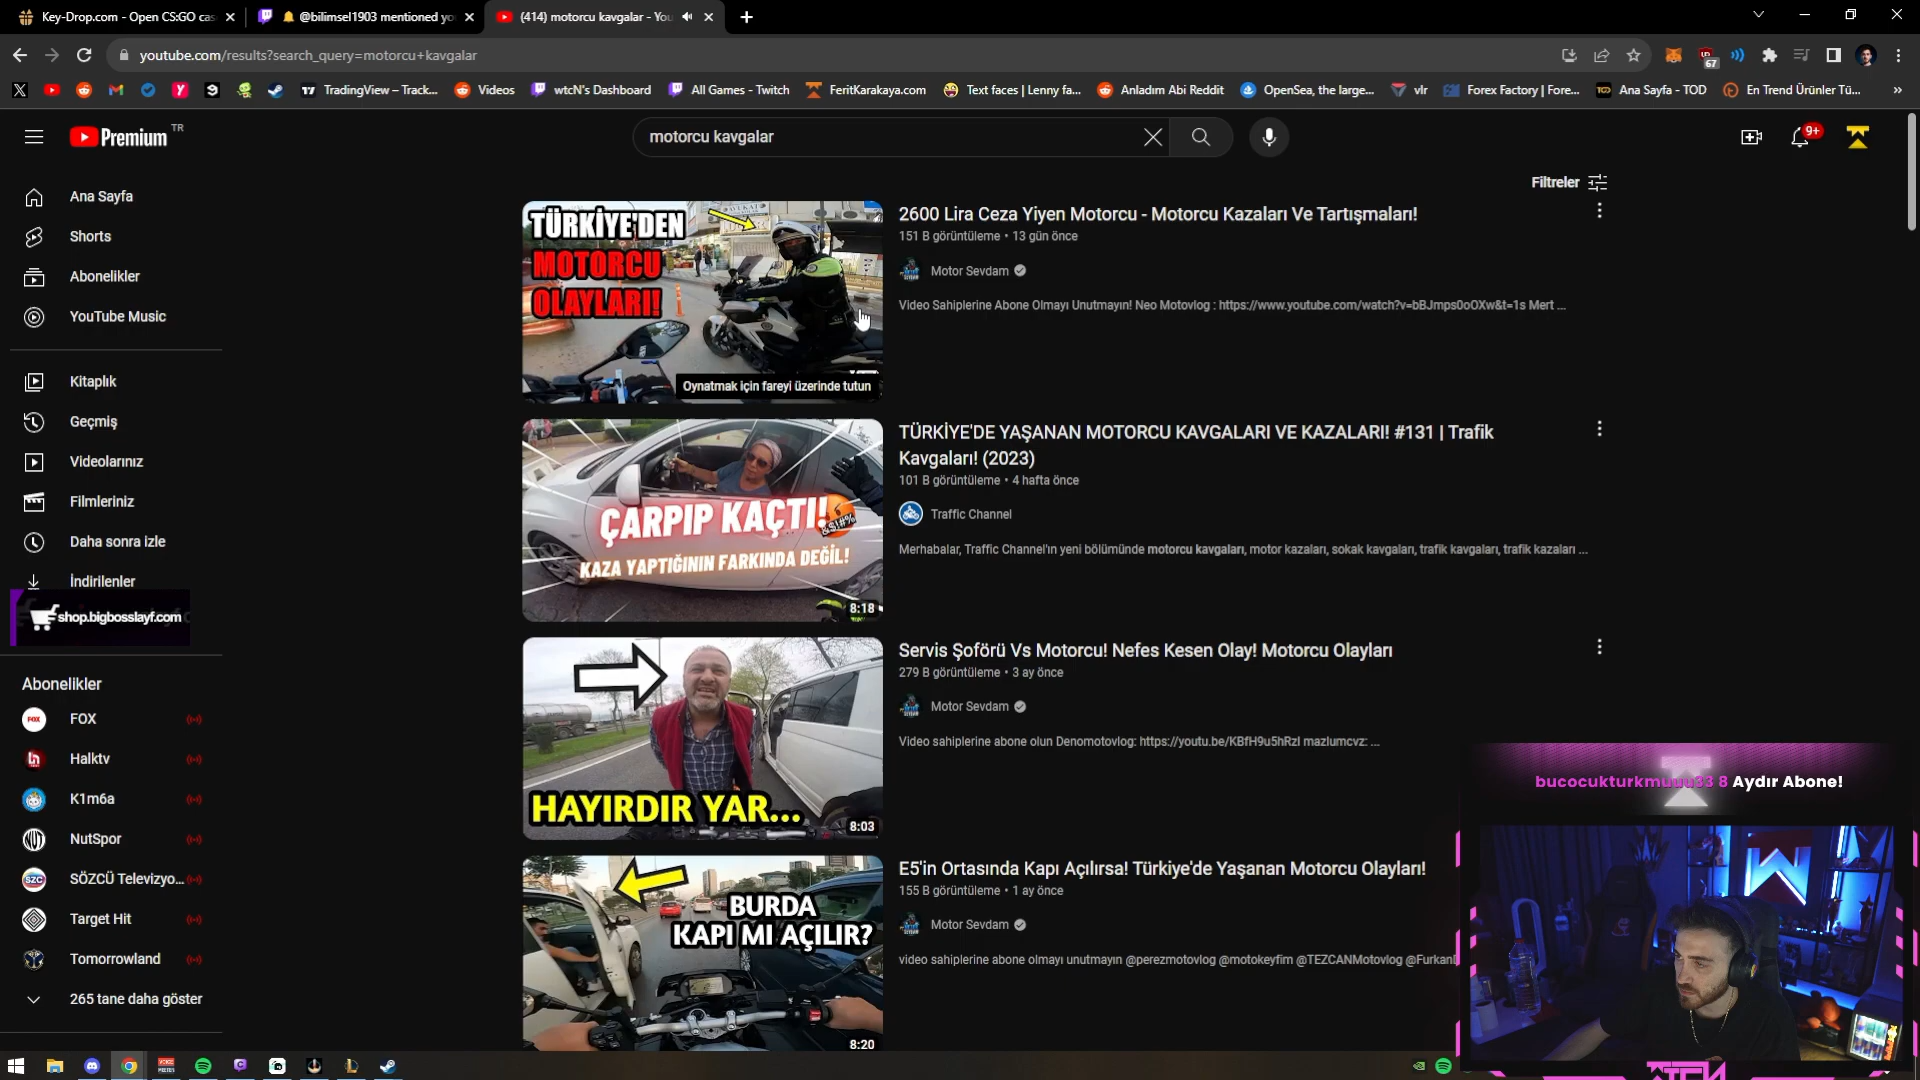 Key-Drop.com - Open CS:GO cas
@bilimsel1903 mentioned yo
(414) motorcu kavgalar - You
youtube.com/results?search_query=motorcu+kavgalar
67
TradingView – Track...
Videos
wtcN's Dashboard
All Games - Twitch
FeritKarakaya.com
Text faces | Lenny fa...
Anladım Abi Reddit
OpenSea, the large...
vlr
Forex Factory | Fore...
Ana Sayfa - TOD
En Trend Ürünler Tü...
Premium TR
motorcu kavgalar
9+
Filtreler
Ana Sayfa
Shorts
Abonelikler
YouTube Music
Kitaplık
Geçmiş
Videolarınız
Filmleriniz
Daha sonra izle
İndirilenler
shop.bigbosslayf.com
Abonelikler
FOX
Halktv
K1m6a
NutSpor
SÖZCÜ Televizyo...
Target Hit
Tomorrowland
265 tane daha göster
TÜRKİYE'DEN
MOTORCU
OLAYLARI!
Oynatmak için fareyi üzerinde tutun
2600 Lira Ceza Yiyen Motorcu - Motorcu Kazaları Ve Tartışmaları!
151 B görüntüleme • 13 gün önce
Motor Sevdam
Video Sahiplerine Abone Olmayı Unutmayın! Neo Motovlog : https://www.youtube.com/watch?v=bBJmps0oOXw&t=1s Mert ...
ÇARPIP KAÇTI!
KAZA YAPTIĞININ FARKINDA DEĞİL!
8:18
TÜRKİYE'DE YAŞANAN MOTORCU KAVGALARI VE KAZALARI! #131 | Trafik
Kavgaları! (2023)
101 B görüntüleme • 4 hafta önce
Traffic Channel
Merhabalar, Traffic Channel'ın yeni bölümünde motorcu kavgaları, motor kazaları, sokak kavgaları, trafik kavgaları, trafik kazaları ...
HAYIRDIR YAR...
8:03
Servis Şoförü Vs Motorcu! Nefes Kesen Olay! Motorcu Olayları
279 B görüntüleme • 3 ay önce
Motor Sevdam
Video sahiplerine abone olun Denomotovlog: https://youtu.be/KBfH9u5hRzI mazlumcvz: ...
BURDA
KAPI MI AÇILIR?
8:20
E5'in Ortasında Kapı Açılırsa! Türkiye'de Yaşanan Motorcu Olayları!
155 B görüntüleme • 1 ay önce
Motor Sevdam
video sahiplerine abone olmayı unutmayın @perezmotovlog @motokeyfim @TEZCANMotovlog
8 Aydır Abone!